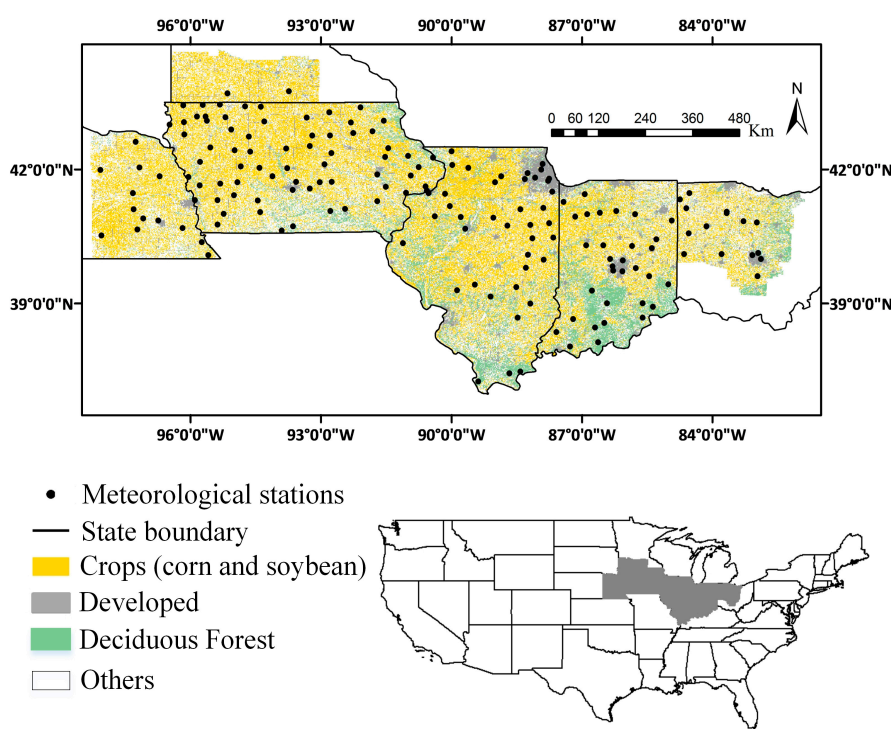 96°0'0"W 93°0'0"W 90°0'0"W 87°0'0"W 84°0'0"W
N
0 60 120 240 360 480
Km
42°0'0"N 42°0'0"N
39°0'0"N 39°0'0"N
96°0'0"W 93°0'0"W 90°0'0"W 87°0'0"W 84°0'0"W
Meteorological stations
State boundary
Crops (corn and soybean)
Developed
Deciduous Forest
Others